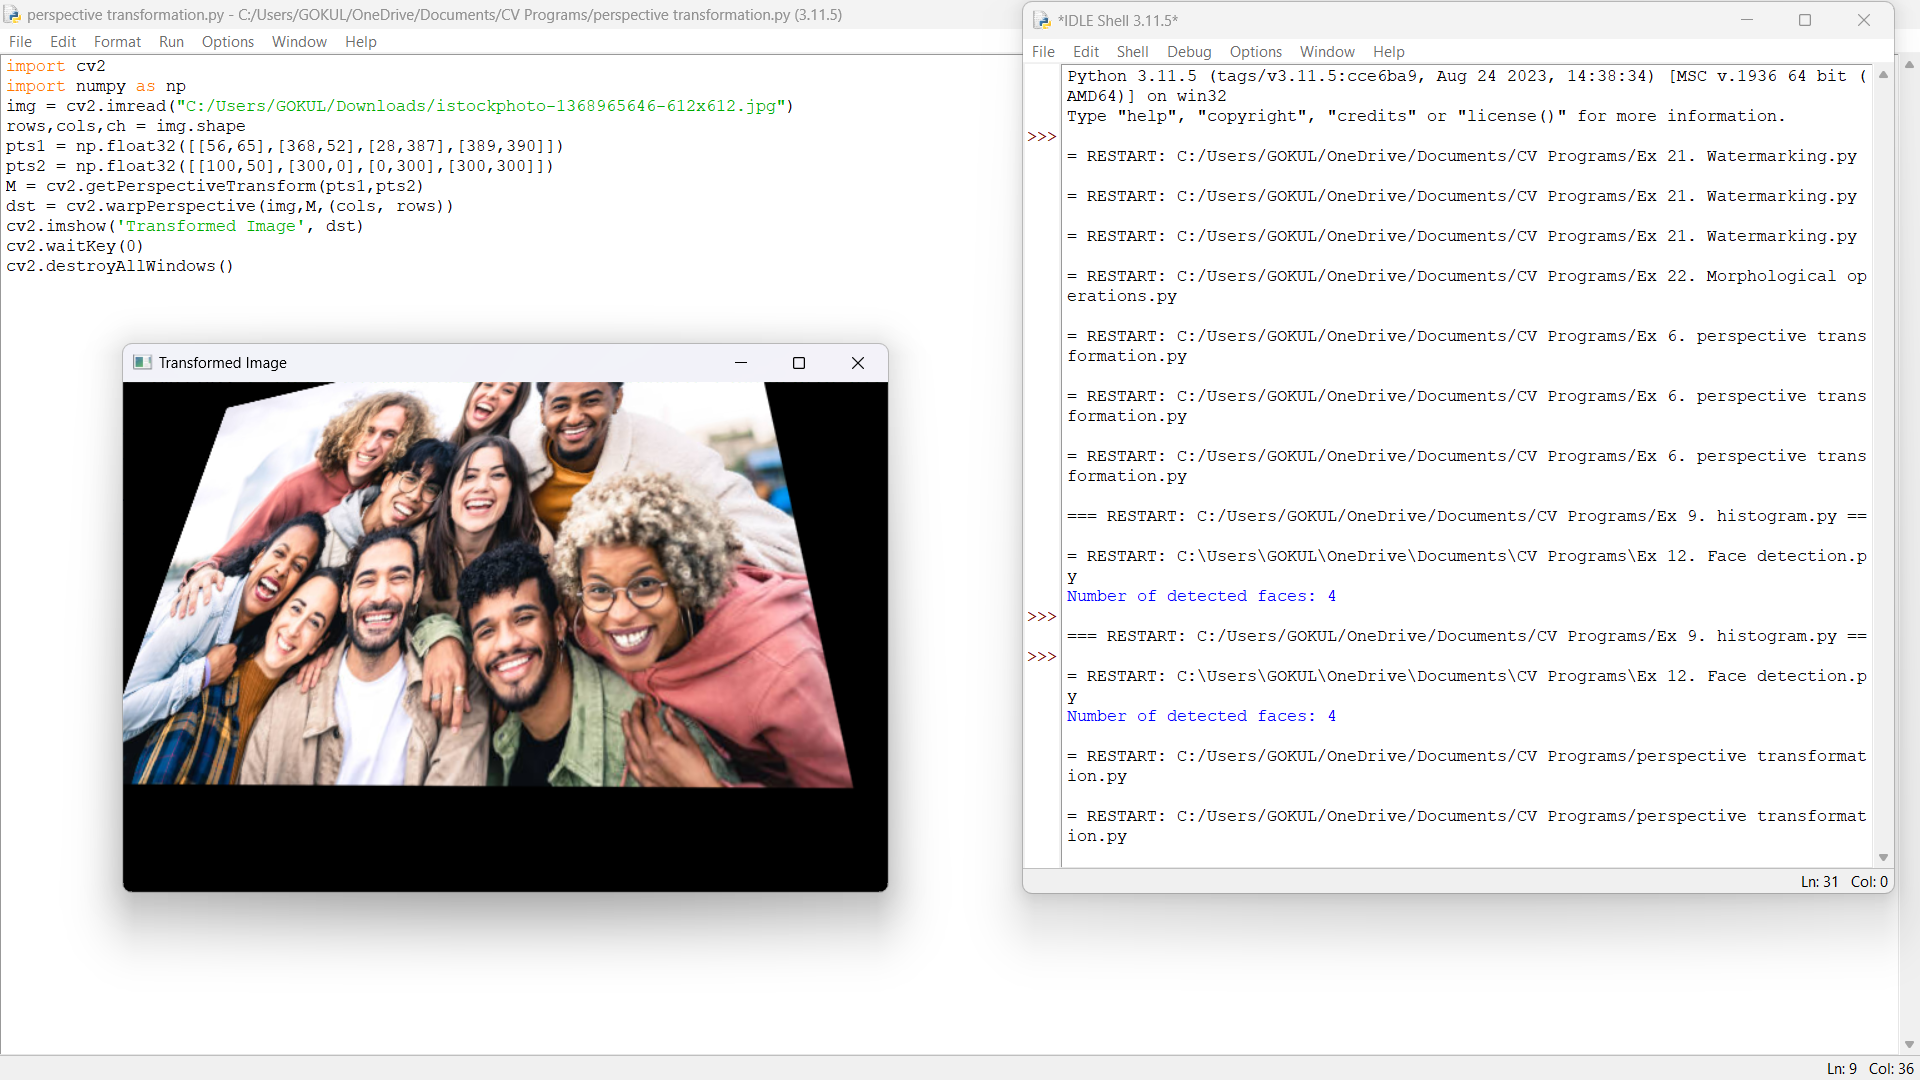 perspective transformation.py - C:/Users/GOKUL/OneDrive/Documents/CV Programs/perspective transformation.py (3.11.5)
File Edit Format Run Options Window Help
import cv2
import numpy as np
img = cv2.imread("C:/Users/GOKUL/Downloads/istockphoto-1368965646-612x612.jpg")
rows,cols,ch = img.shape
pts1 = np.float32([[56,65],[368,52],[28,387],[389,390]])
pts2 = np.float32([[100,50],[300,0],[0,300],[300,300]])
M = cv2.getPerspectiveTransform(pts1,pts2)
dst = cv2.warpPerspective(img,M,(cols, rows))
cv2.imshow('Transformed Image', dst)
cv2.waitKey(0)
cv2.destroyAllWindows()
Transformed Image
*IDLE Shell 3.11.5*
File Edit Shell Debug Options Window Help
Python 3.11.5 (tags/v3.11.5:cce6ba9, Aug 24 2023, 14:38:34) [MSC v.1936 64 bit (
AMD64)] on win32
Type "help", "copyright", "credits" or "license()" for more information.
>>>
= RESTART: C:/Users/GOKUL/OneDrive/Documents/CV Programs/Ex 21. Watermarking.py
= RESTART: C:/Users/GOKUL/OneDrive/Documents/CV Programs/Ex 21. Watermarking.py
= RESTART: C:/Users/GOKUL/OneDrive/Documents/CV Programs/Ex 21. Watermarking.py
= RESTART: C:/Users/GOKUL/OneDrive/Documents/CV Programs/Ex 22. Morphological op
erations.py
= RESTART: C:/Users/GOKUL/OneDrive/Documents/CV Programs/Ex 6. perspective trans
formation.py
= RESTART: C:/Users/GOKUL/OneDrive/Documents/CV Programs/Ex 6. perspective trans
formation.py
= RESTART: C:/Users/GOKUL/OneDrive/Documents/CV Programs/Ex 6. perspective trans
formation.py
=== RESTART: C:/Users/GOKUL/OneDrive/Documents/CV Programs/Ex 9. histogram.py ==
= RESTART: C:\Users\GOKUL\OneDrive\Documents\CV Programs\Ex 12. Face detection.p
y
Number of detected faces: 4
>>>
=== RESTART: C:/Users/GOKUL/OneDrive/Documents/CV Programs/Ex 9. histogram.py ==
>>>
= RESTART: C:\Users\GOKUL\OneDrive\Documents\CV Programs\Ex 12. Face detection.p
y
Number of detected faces: 4
= RESTART: C:/Users/GOKUL/OneDrive/Documents/CV Programs/perspective transformat
ion.py
= RESTART: C:/Users/GOKUL/OneDrive/Documents/CV Programs/perspective transformat
ion.py
Ln: 31 Col: 0
Ln: 9 Col: 36